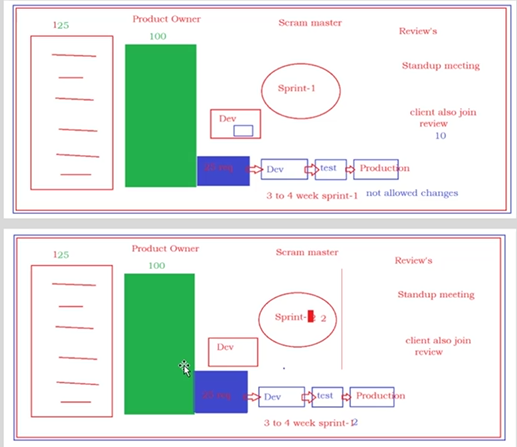 125
Product Owner
100
Scram master
Review's
Sprint-1
Standup meeting
Dev
client also join
review
10
Dev
test
Production
3 to 4 week sprint-1
not allowed changes
125
Product Owner
100
Scram master
Review's
Sprint-
2
Standup meeting
Dev
client also join
review
Dev
test
Production
3 to 4 week sprint-
2